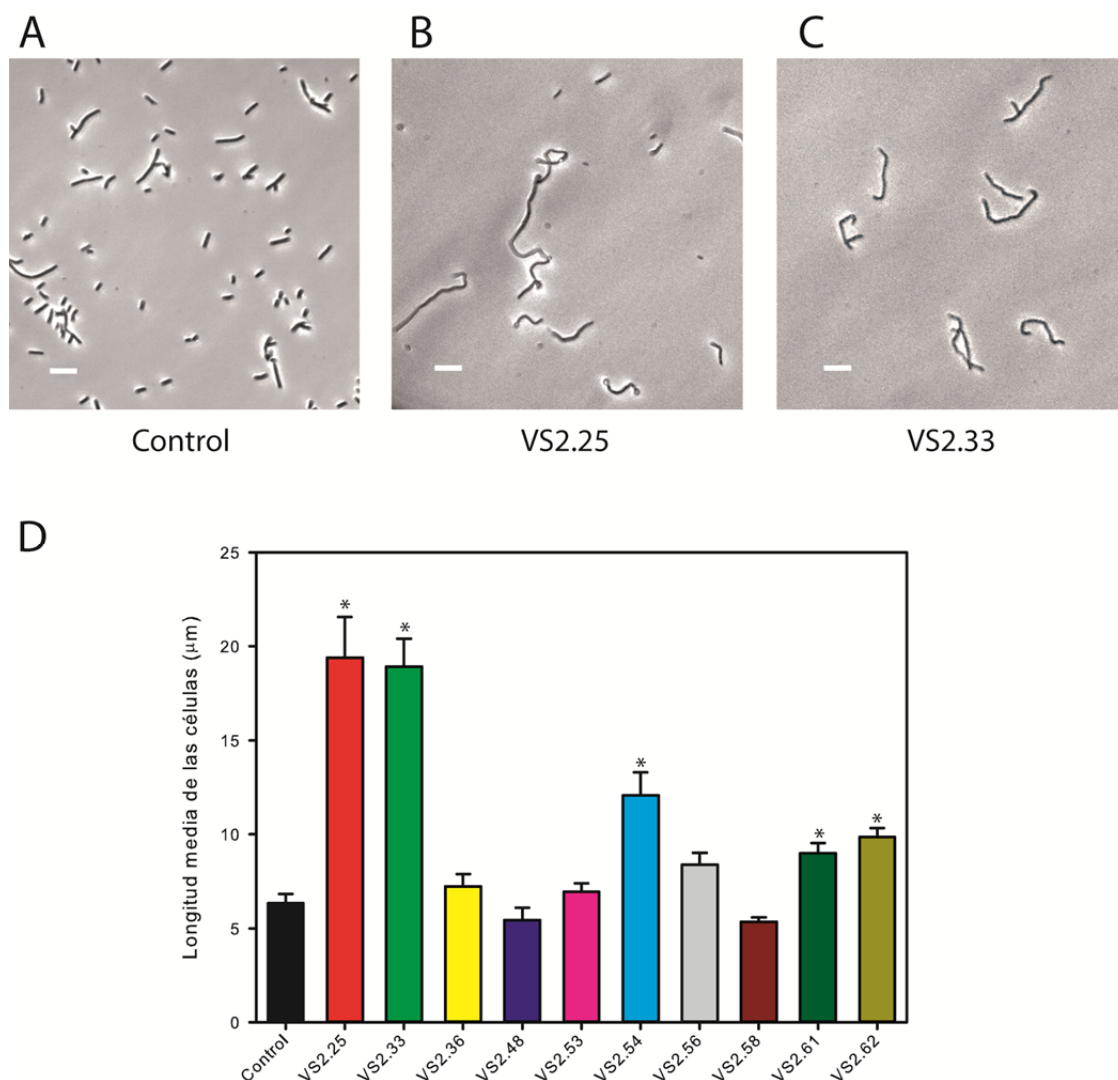 A
B
C
Control
VS2.25
VS2.33
D
Longitud media de las células (μm)
25
20
15
10
5
0
*
*
*
*
*
Control
VS2.25
VS2.33
VS2.36
VS2.48
VS2.53
VS2.54
VS2.56
VS2.58
VS2.61
VS2.62